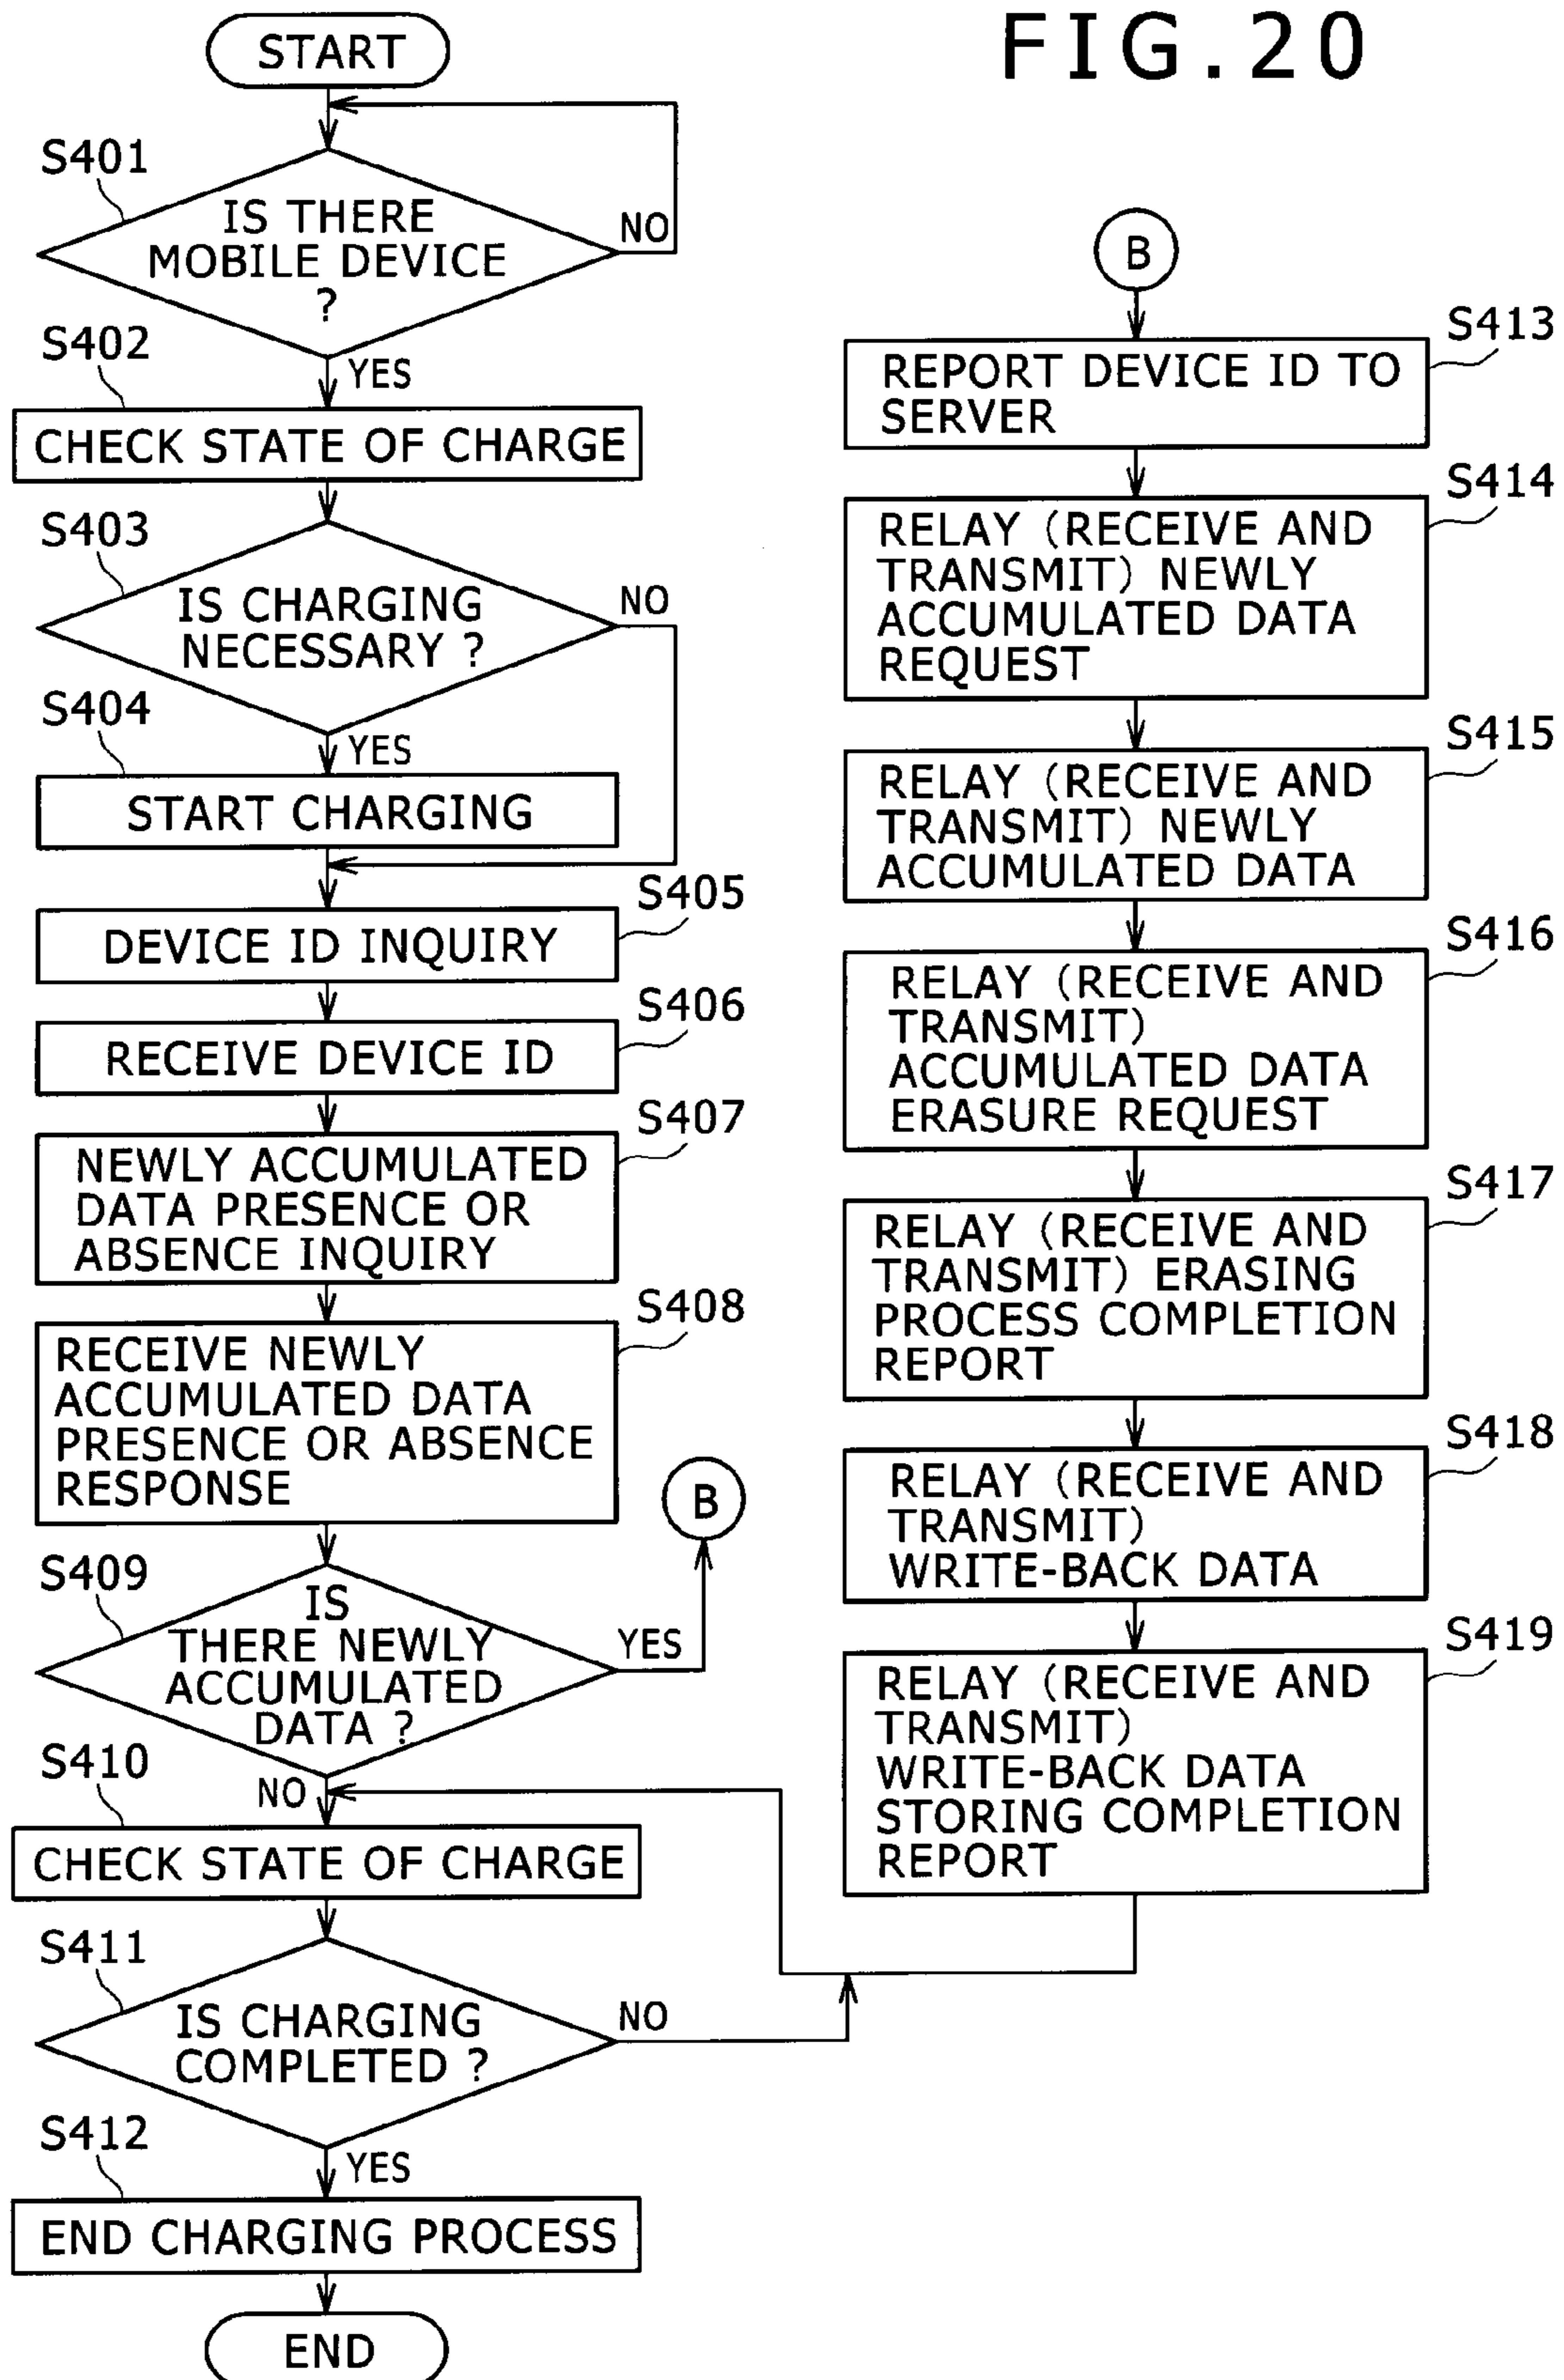 FIG.20
START
S401
IS THERE
MOBILE DEVICE
?
NO
YES
S402
CHECK STATE OF CHARGE
S403
IS CHARGING
NECESSARY ?
NO
YES
S404
START CHARGING
S405
DEVICE ID INQUIRY
S406
RECEIVE DEVICE ID
S407
NEWLY ACCUMULATED
DATA PRESENCE OR
ABSENCE INQUIRY
S408
RECEIVE NEWLY
ACCUMULATED DATA
PRESENCE OR ABSENCE
RESPONSE
B
S409
IS
THERE NEWLY
ACCUMULATED
DATA ?
YES
NO
S410
CHECK STATE OF CHARGE
S411
IS CHARGING
COMPLETED ?
NO
YES
S412
END CHARGING PROCESS
END
B
S413
REPORT DEVICE ID TO
SERVER
S414
RELAY (RECEIVE AND
TRANSMIT) NEWLY
ACCUMULATED DATA
REQUEST
S415
RELAY (RECEIVE AND
TRANSMIT) NEWLY
ACCUMULATED DATA
S416
RELAY (RECEIVE AND
TRANSMIT)
ACCUMULATED DATA
ERASURE REQUEST
S417
RELAY (RECEIVE AND
TRANSMIT) ERASING
PROCESS COMPLETION
REPORT
S418
RELAY (RECEIVE AND
TRANSMIT)
WRITE-BACK DATA
S419
RELAY (RECEIVE AND
TRANSMIT)
WRITE-BACK DATA
STORING COMPLETION
REPORT